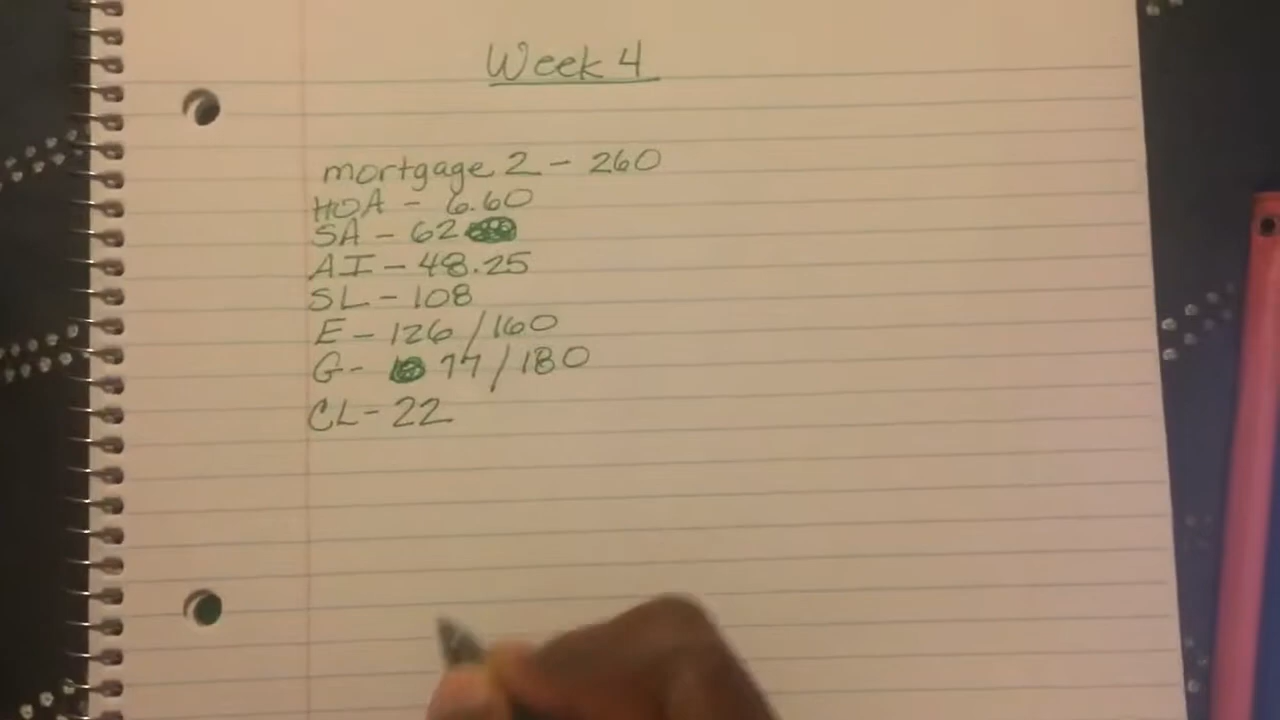 Week 4
mortgage 2 - 260
HOA - 6.60
SA - 62
AI - 48.25
SL - 108
E - 126 / 160
G - 77 / 180
CL - 22